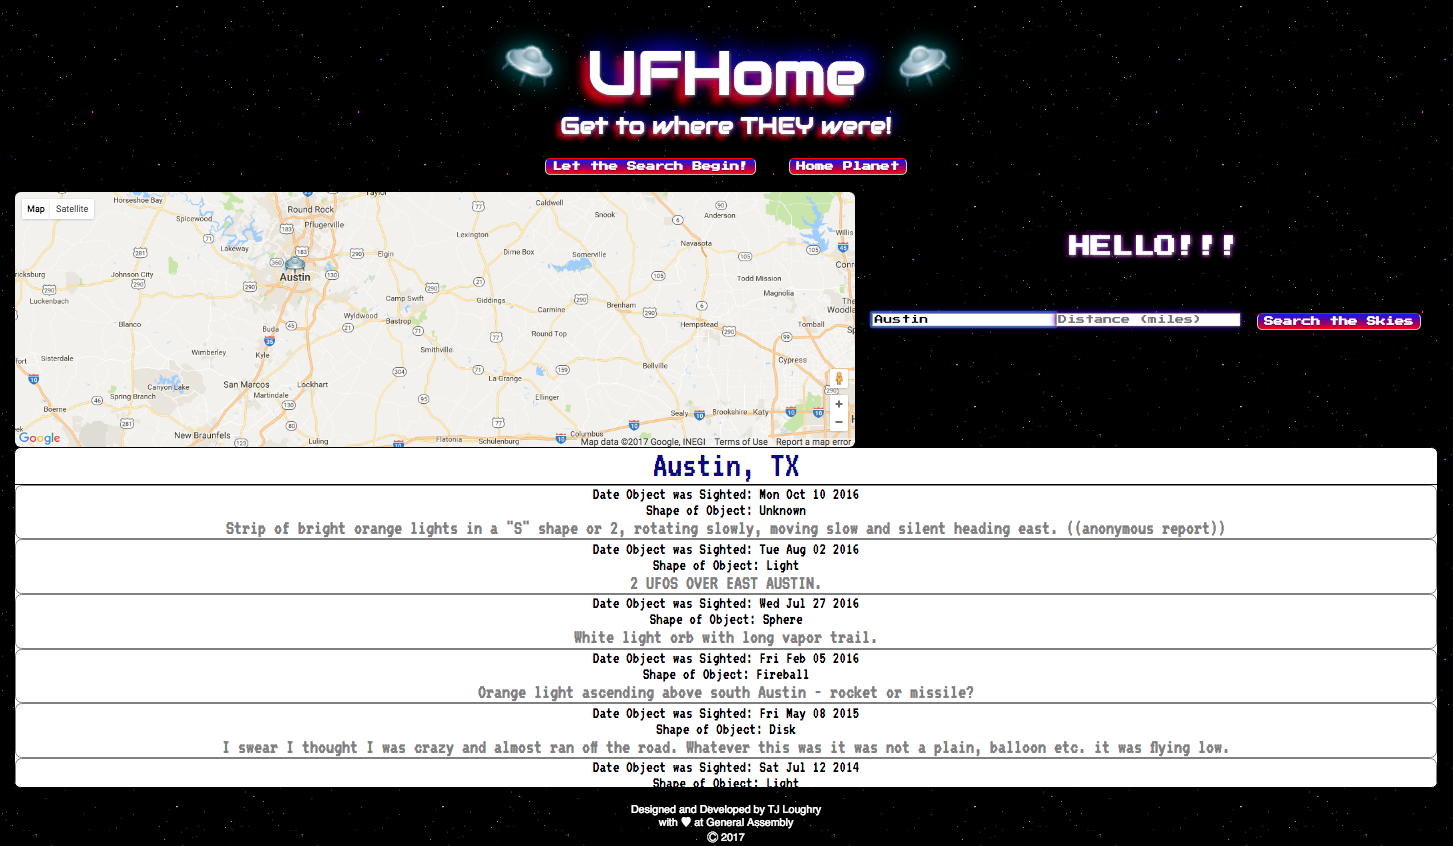 UFHome
Get to where THEY were!
Let the Search Begin!
Home Planet
Map Satellite
Horseshoe Bay
Round Rock
Caldwell
Snook
Anderson
Spicewood
Pflugerville
Lexington
Navasota
Lakeway
Elgin
Dime Box
Somerville
Johnson City
Austin
Todd Mission
Luckenbach
Camp Swift
Giddings
Magnolia
Carmine
Brenham
Blanco
Wyldwood
Bastrop
Hempstead
Tomball
Buda
Round Top
Sisterdale
Wimberley
Kyle
Smithville
Bellville
Cypress
Canyon Lake
San Marcos
Lockhart
La Grange
Spring Branch
Martindale
Ellinger
Boerne
Sealy
Brookshire
Katy
New Braunfels
Luling
Flatonia
Schulenburg
Columbus
Google
Map data ©2017 Google, INEGI Terms of Use Report a map error
HELLO!!!
Austin
Distance (miles)
Search the Skies
Austin, TX
Date Object was Sighted: Mon Oct 10 2016
Shape of Object: Unknown
Strip of bright orange lights in a "S" shape or 2, rotating slowly, moving slow and silent heading east. ((anonymous report))
Date Object was Sighted: Tue Aug 02 2016
Shape of Object: Light
2 UFOS OVER EAST AUSTIN.
Date Object was Sighted: Wed Jul 27 2016
Shape of Object: Sphere
White light orb with long vapor trail.
Date Object was Sighted: Fri Feb 05 2016
Shape of Object: Fireball
Orange light ascending above south Austin - rocket or missile?
Date Object was Sighted: Fri May 08 2015
Shape of Object: Disk
I swear I thought I was crazy and almost ran off the road. Whatever this was it was not a plain, balloon etc. it was flying low.
Date Object was Sighted: Sat Jul 12 2014
Shape of Object: Light
Designed and Developed by TJ Loughry
with ♥ at General Assembly
© 2017